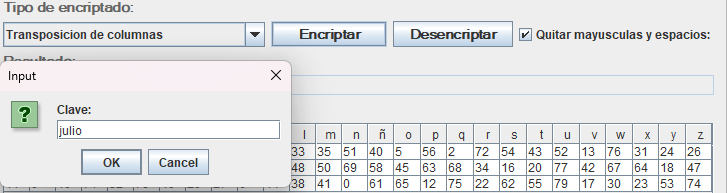 Tipo de encriptado:
Transposicion de columnas
Encriptar
Desencriptar
Quitar mayusculas y espacios:
Resultado:
Input
Clave:
julio
OK
Cancel
l m n ñ o p q r s t u v w x y z
33 35 51 40 5 56 2 72 54 43 52 13 76 31 24 26
48 50 69 58 45 63 68 34 16 20 77 42 67 64 18 47
38 41 0 61 65 12 75 22 62 55 79 17 30 23 53 74